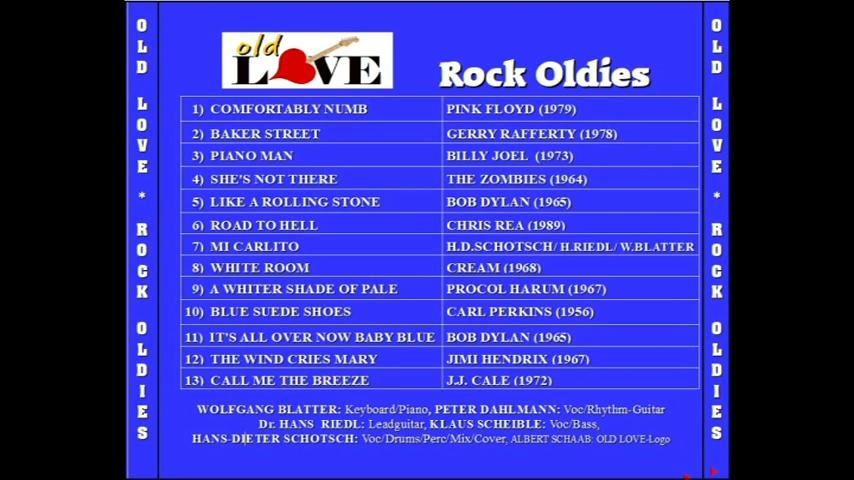 OLD LOVE * ROCK OLDIES
old
LOVE
Rock Oldies
1) COMFORTABLY NUMB PINK FLOYD (1979)
2) BAKER STREET GERRY RAFFERTY (1978)
3) PIANO MAN BILLY JOEL (1973)
4) SHE'S NOT THERE THE ZOMBIES (1964)
5) LIKE A ROLLING STONE BOB DYLAN (1965)
6) ROAD TO HELL CHRIS REA (1989)
7) MI CARLITO H.D.SCHOTSCH/ H.RIEDL/ W.BLATTER
8) WHITE ROOM CREAM (1968)
9) A WHITER SHADE OF PALE PROCOL HARUM (1967)
10) BLUE SUEDE SHOES CARL PERKINS (1956)
11) IT'S ALL OVER NOW BABY BLUE BOB DYLAN (1965)
12) THE WIND CRIES MARY JIMI HENDRIX (1967)
13) CALL ME THE BREEZE J.J. CALE (1972)
WOLFGANG BLATTER: Keyboard/Piano, PETER DAHLMANN: Voc/Rhythm-Guitar
Dr. HANS RIEDL: Leadguitar, KLAUS SCHEIBLE: Voc/Bass,
HANS-DIETER SCHOTSCH: Voc/Drums/Perc/Mix/Cover, ALBERT SCHAAB: OLD LOVE-Logo
OLD LOVE * ROCK OLDIES